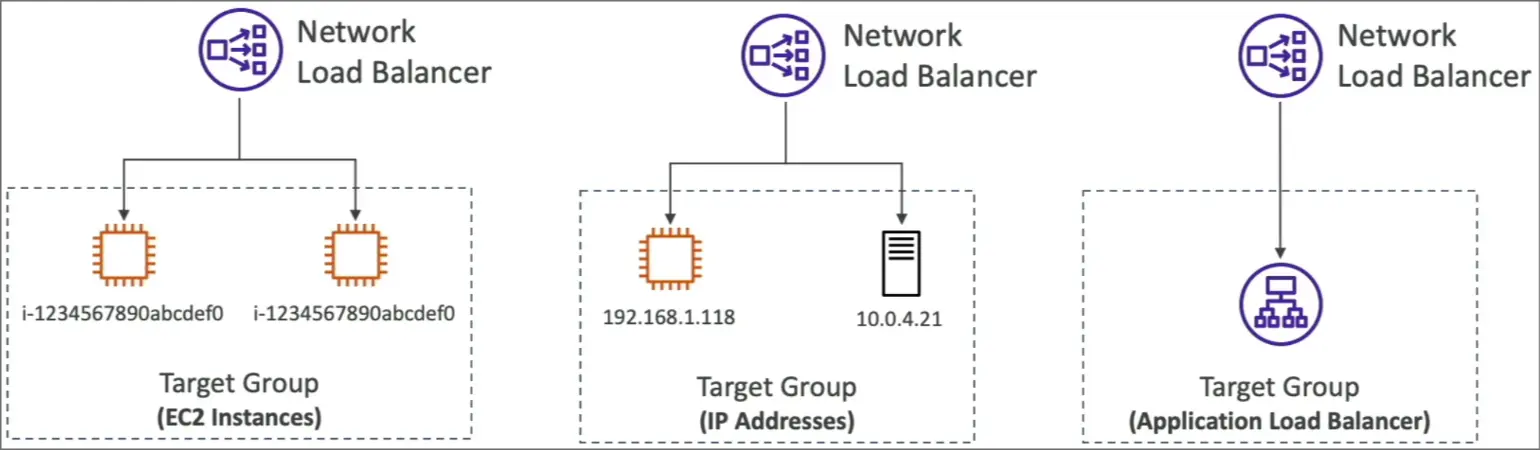 Network
Load Balancer
i-1234567890abcdef0
i-1234567890abcdef0
Target Group
(EC2 Instances)
Network
Load Balancer
192.168.1.118
10.0.4.21
Target Group
(IP Addresses)
Network
Load Balancer
Target Group
(Application Load Balancer)